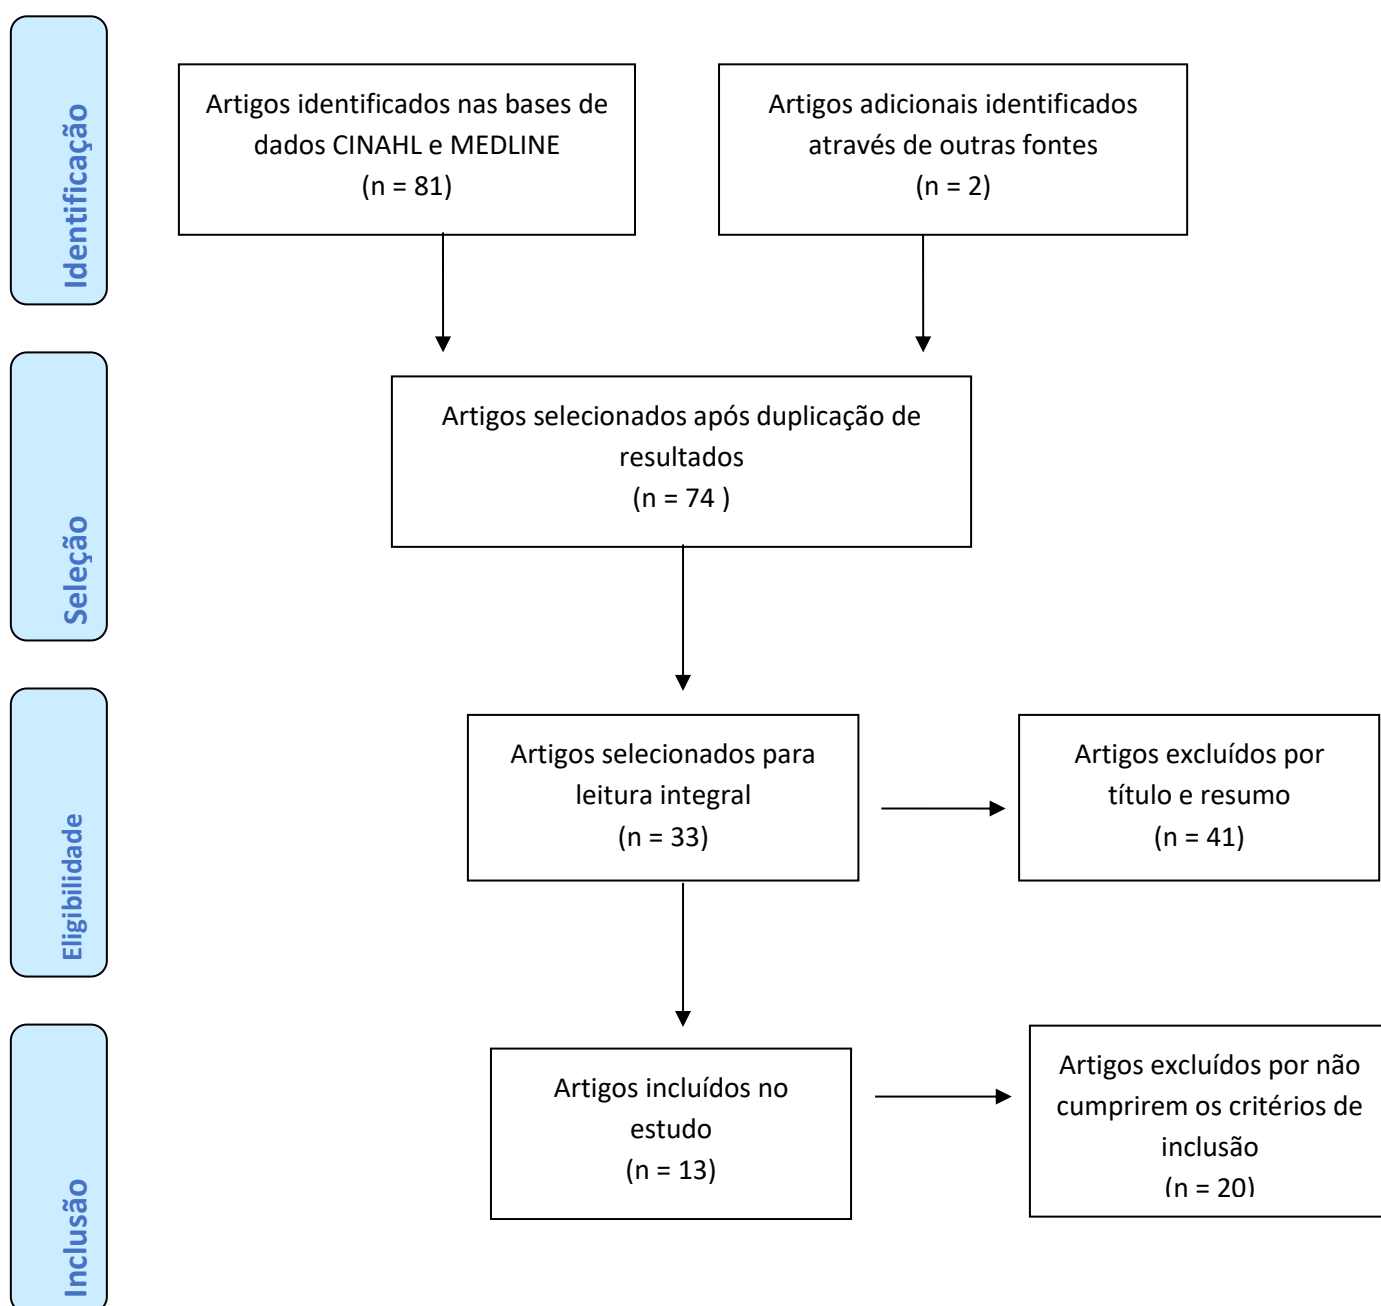 Identificação
Artigos identificados nas bases de
dados CINAHL e MEDLINE
(n = 81)
Artigos adicionais identificados
através de outras fontes
(n = 2)
Seleção
Artigos selecionados após duplicação de
resultados
(n = 74 )
Eligibilidade
Artigos selecionados para
leitura integral
(n = 33)
Artigos excluídos por
título e resumo
(n = 41)
Inclusão
Artigos incluídos no
estudo
(n = 13)
Artigos excluídos por não
cumprirem os critérios de
inclusão
(n = 20)